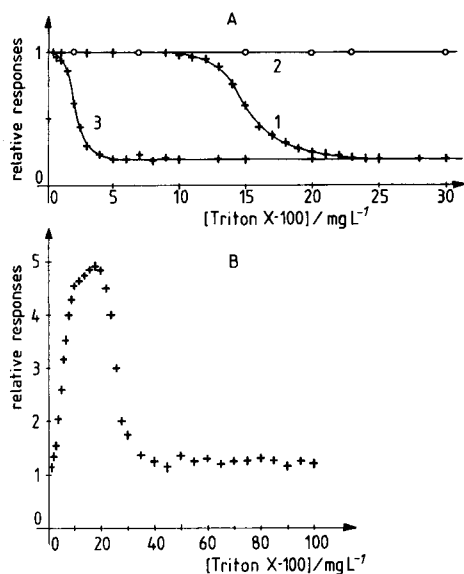 A
relative responses
1
0
2
1
3
0 5 10 15 20 25 30
[Triton X-100] / mg L⁻¹
B
relative responses
5
4
3
2
1
0
0 20 40 60 80 100
[Triton X-100] / mg L⁻¹